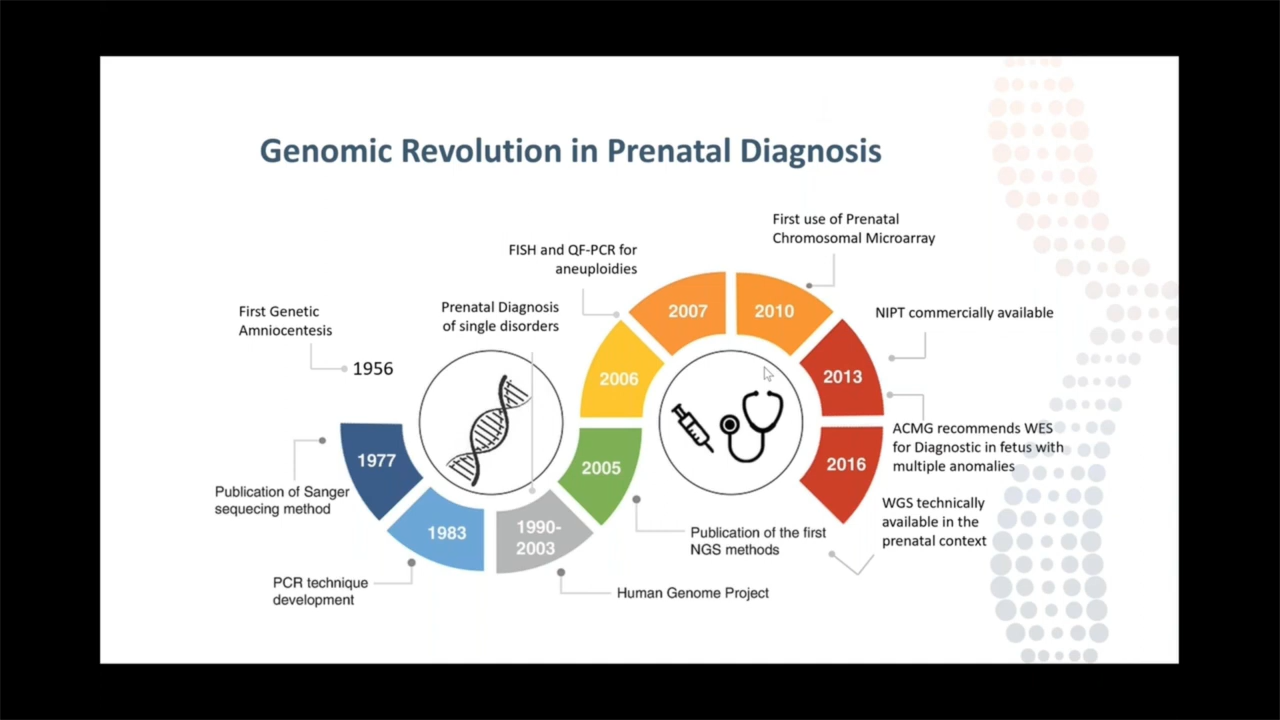 Genomic Revolution in Prenatal Diagnosis
First Genetic
Amniocentesis
1956
1977
Publication of Sanger
sequecing method
1983
PCR technique
development
Prenatal Diagnosis
of single disorders
1990-
2003
Human Genome Project
2005
Publication of the first
NGS methods
2006
FISH and QF-PCR for
aneuploidies
2007
2010
First use of Prenatal
Chromosomal Microarray
2013
NIPT commercially available
ACMG recommends WES
for Diagnostic in fetus with
multiple anomalies
2016
WGS technically
available in the
prenatal context